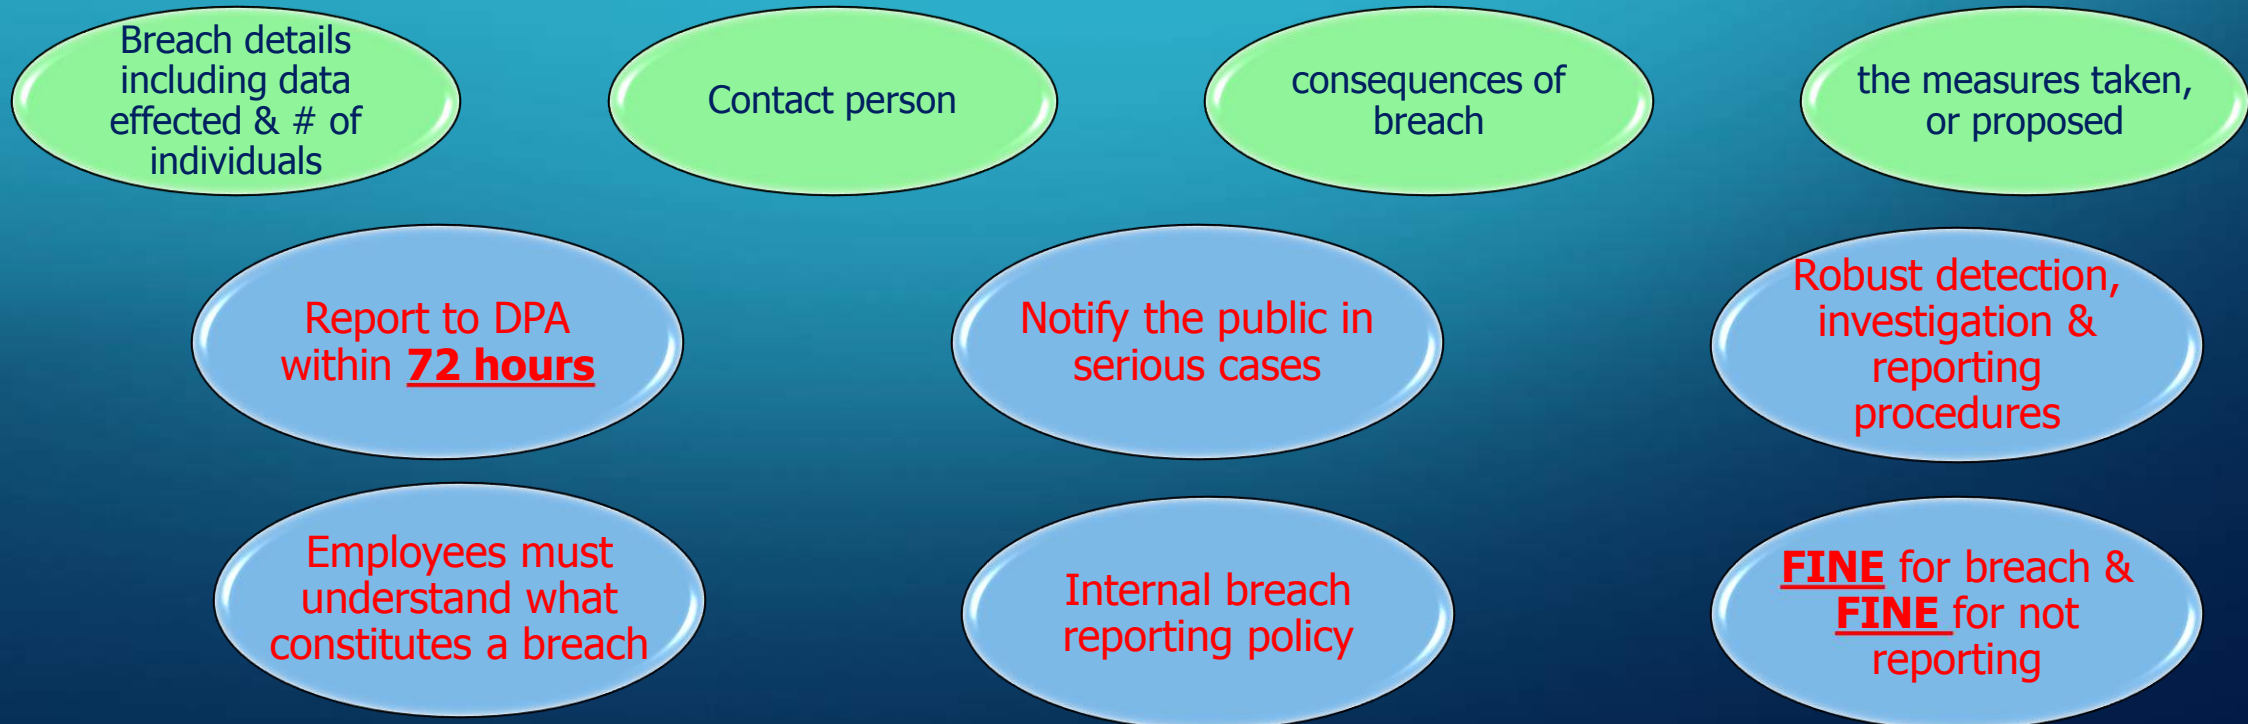 Breach details
including data
effected & # of
individuals
Contact person
consequences of
breach
the measures taken,
or proposed
Report to DPA
within 72 hours
Notify the public in
serious cases
Robust detection,
investigation &
reporting
procedures
Employees must
understand what
constitutes a breach
Internal breach
reporting policy
FINE for breach &
FINE for not
reporting